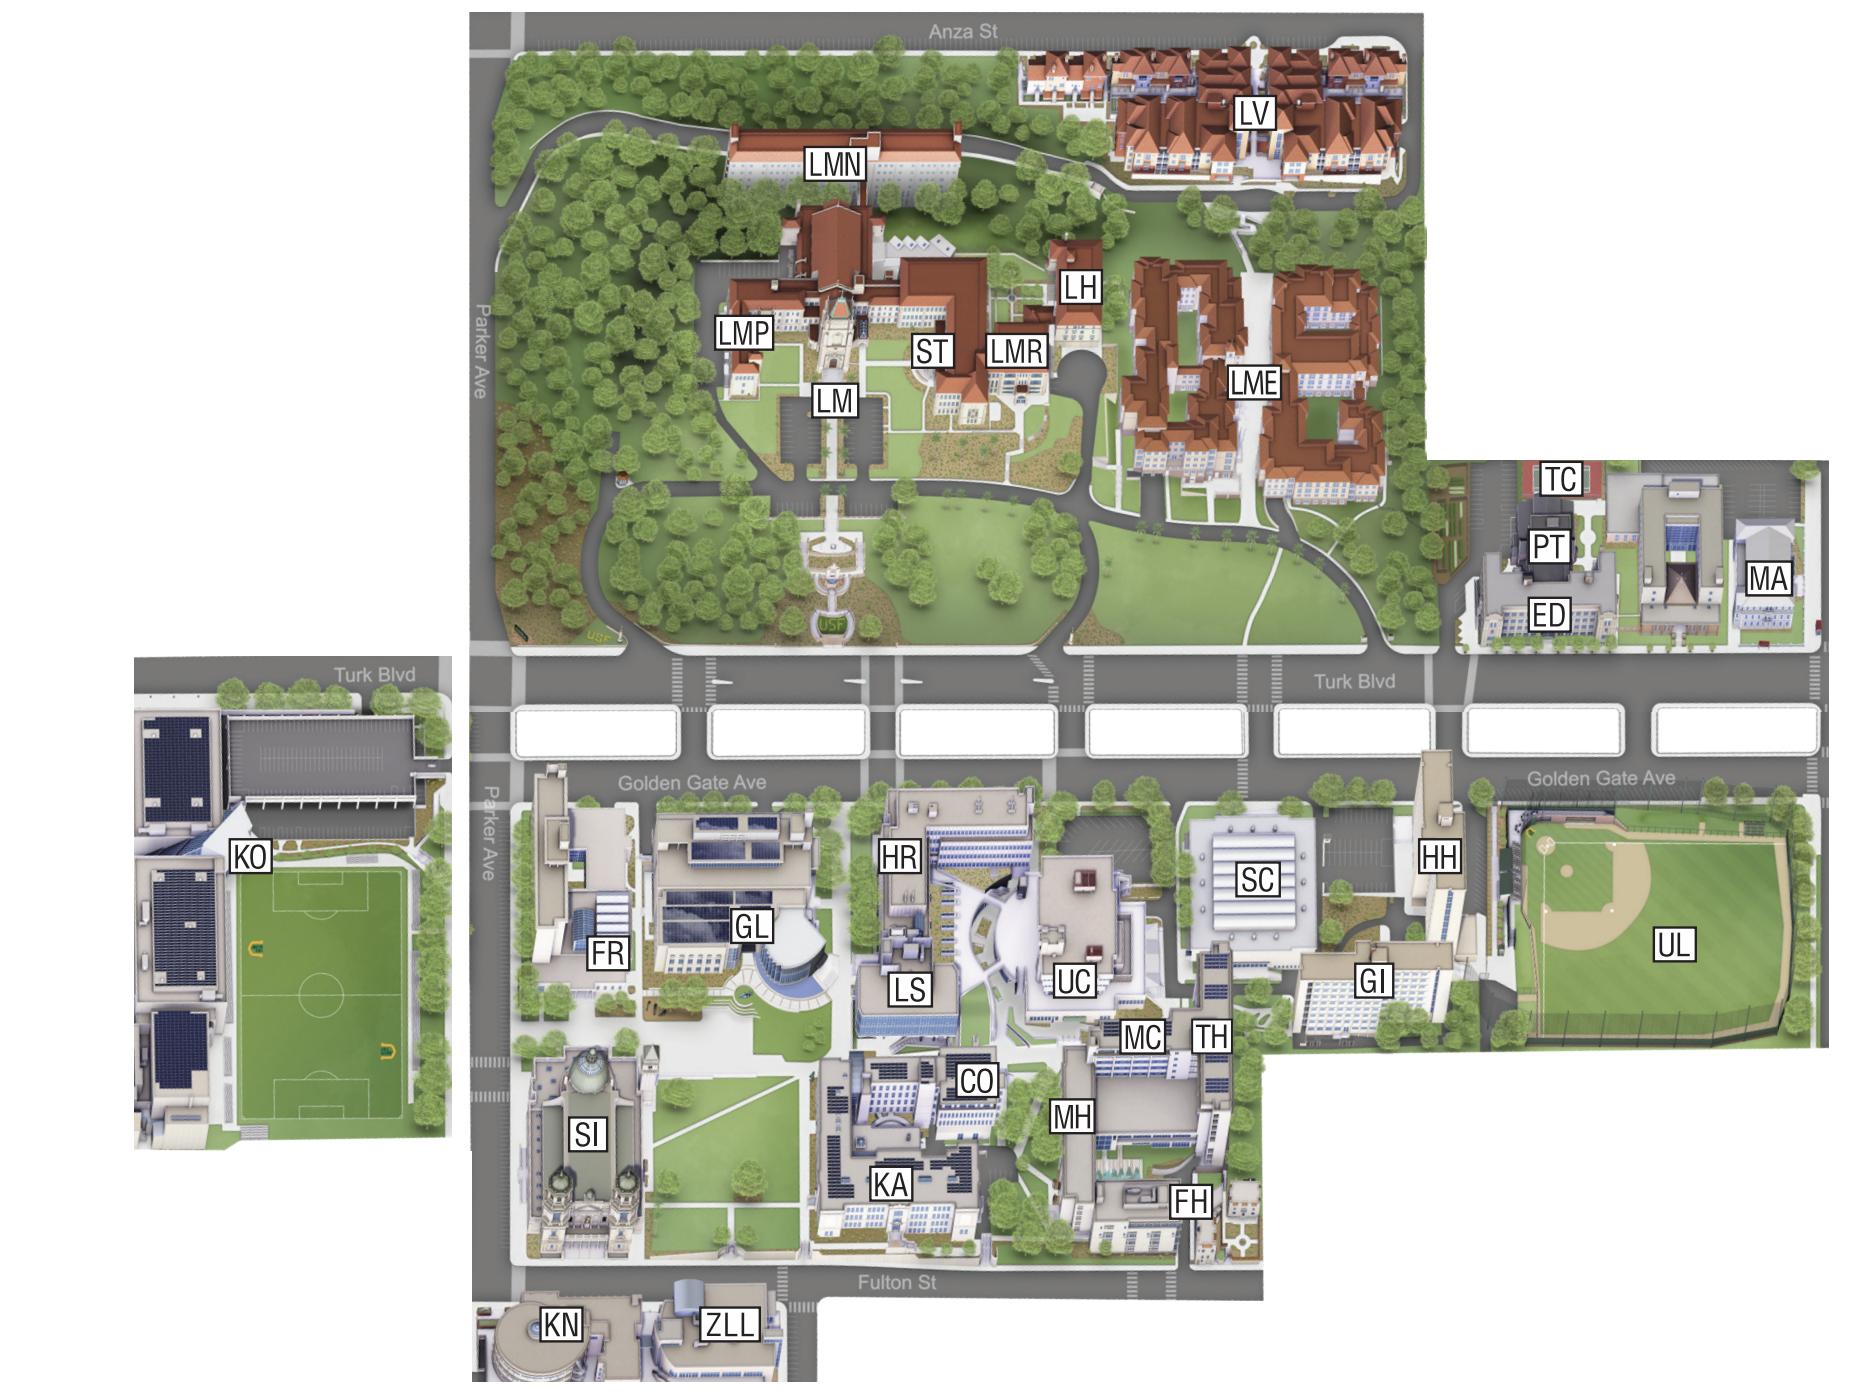 Anza St
LV
LMN
LH
Parker Ave
LMP
ST
LMR
LME
LM
TC
PT
MA
ED
USF
USF
Turk Blvd
Turk Blvd
Golden Gate Ave
Golden Gate Ave
Parker Ave
KO
HR
HH
SC
GL
FR
UL
UC
GI
LS
MC
TH
CO
MH
SI
KA
FH
Fulton St
KN
ZLL